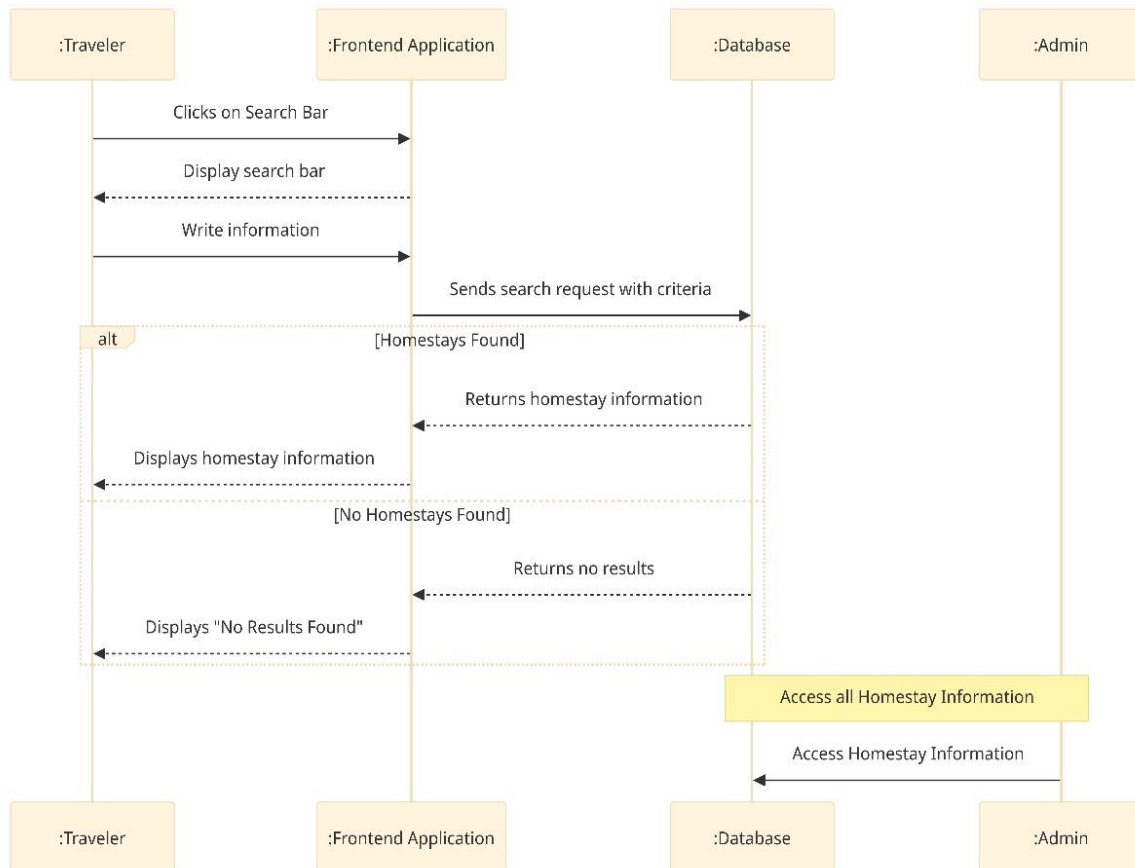 :Traveler
:Frontend Application
:Database
:Admin
Clicks on Search Bar
Display search bar
Write information
Sends search request with criteria
alt
[Homestays Found]
Returns homestay information
Displays homestay information
[No Homestays Found]
Returns no results
Displays "No Results Found"
Access all Homestay Information
Access Homestay Information
:Traveler
:Frontend Application
:Database
:Admin